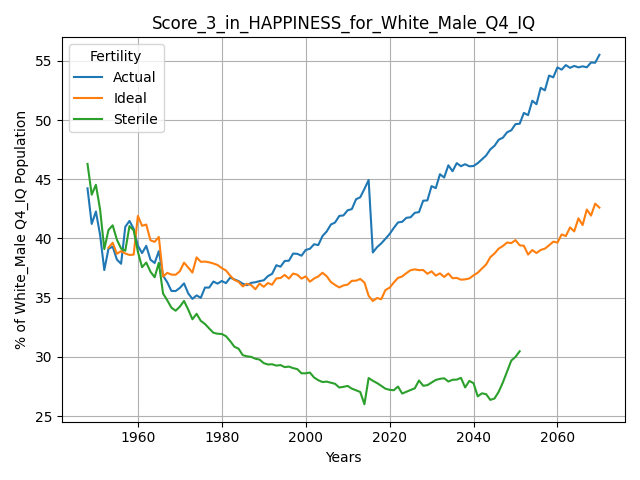 Score_3_in_HAPPINESS_for_White_Male_Q4_IQ
% of White_Male Q4_IQ Population
55
50
45
40
35
30
25
Fertility
Actual
Ideal
Sterile
1960
1980
2000
2020
2040
2060
Years